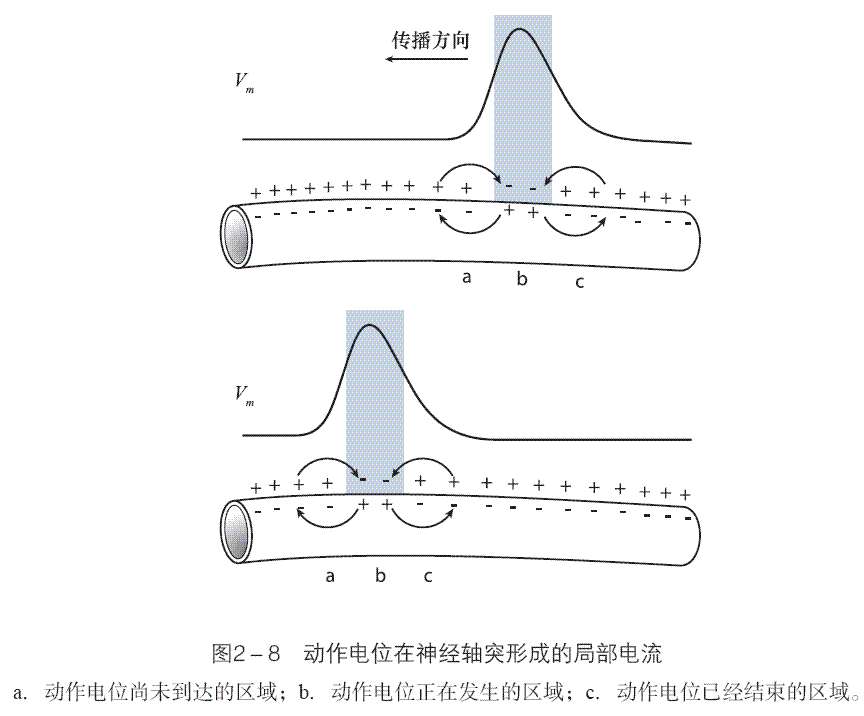 传播方向
Vm
+ + + + + + + + + + + - - + + + + + +
- - - - - - - - - - - + + - - - - - -
a b c
Vm
+ + + + - - + + + + + + + + + +
- - - - + + - - - - - - - - - -
a b c
图2-8 动作电位在神经轴突形成的局部电流
a. 动作电位尚未到达的区域；b. 动作电位正在发生的区域；c. 动作电位已经结束的区域。